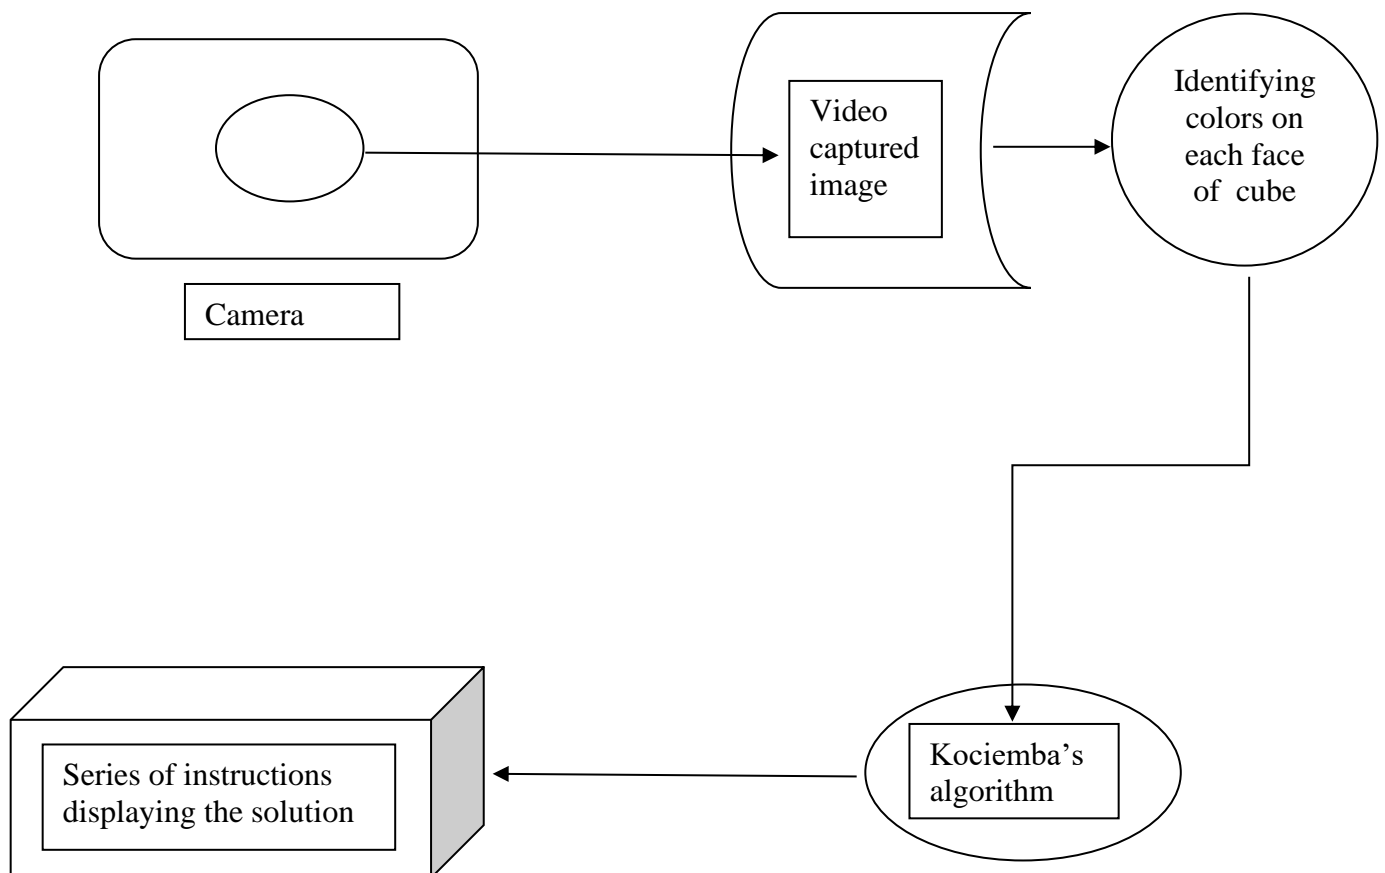 Camera
Video
captured
image
Identifying
colors on
each face
of  cube
Kociemba’s
algorithm
Series of instructions
displaying the solution